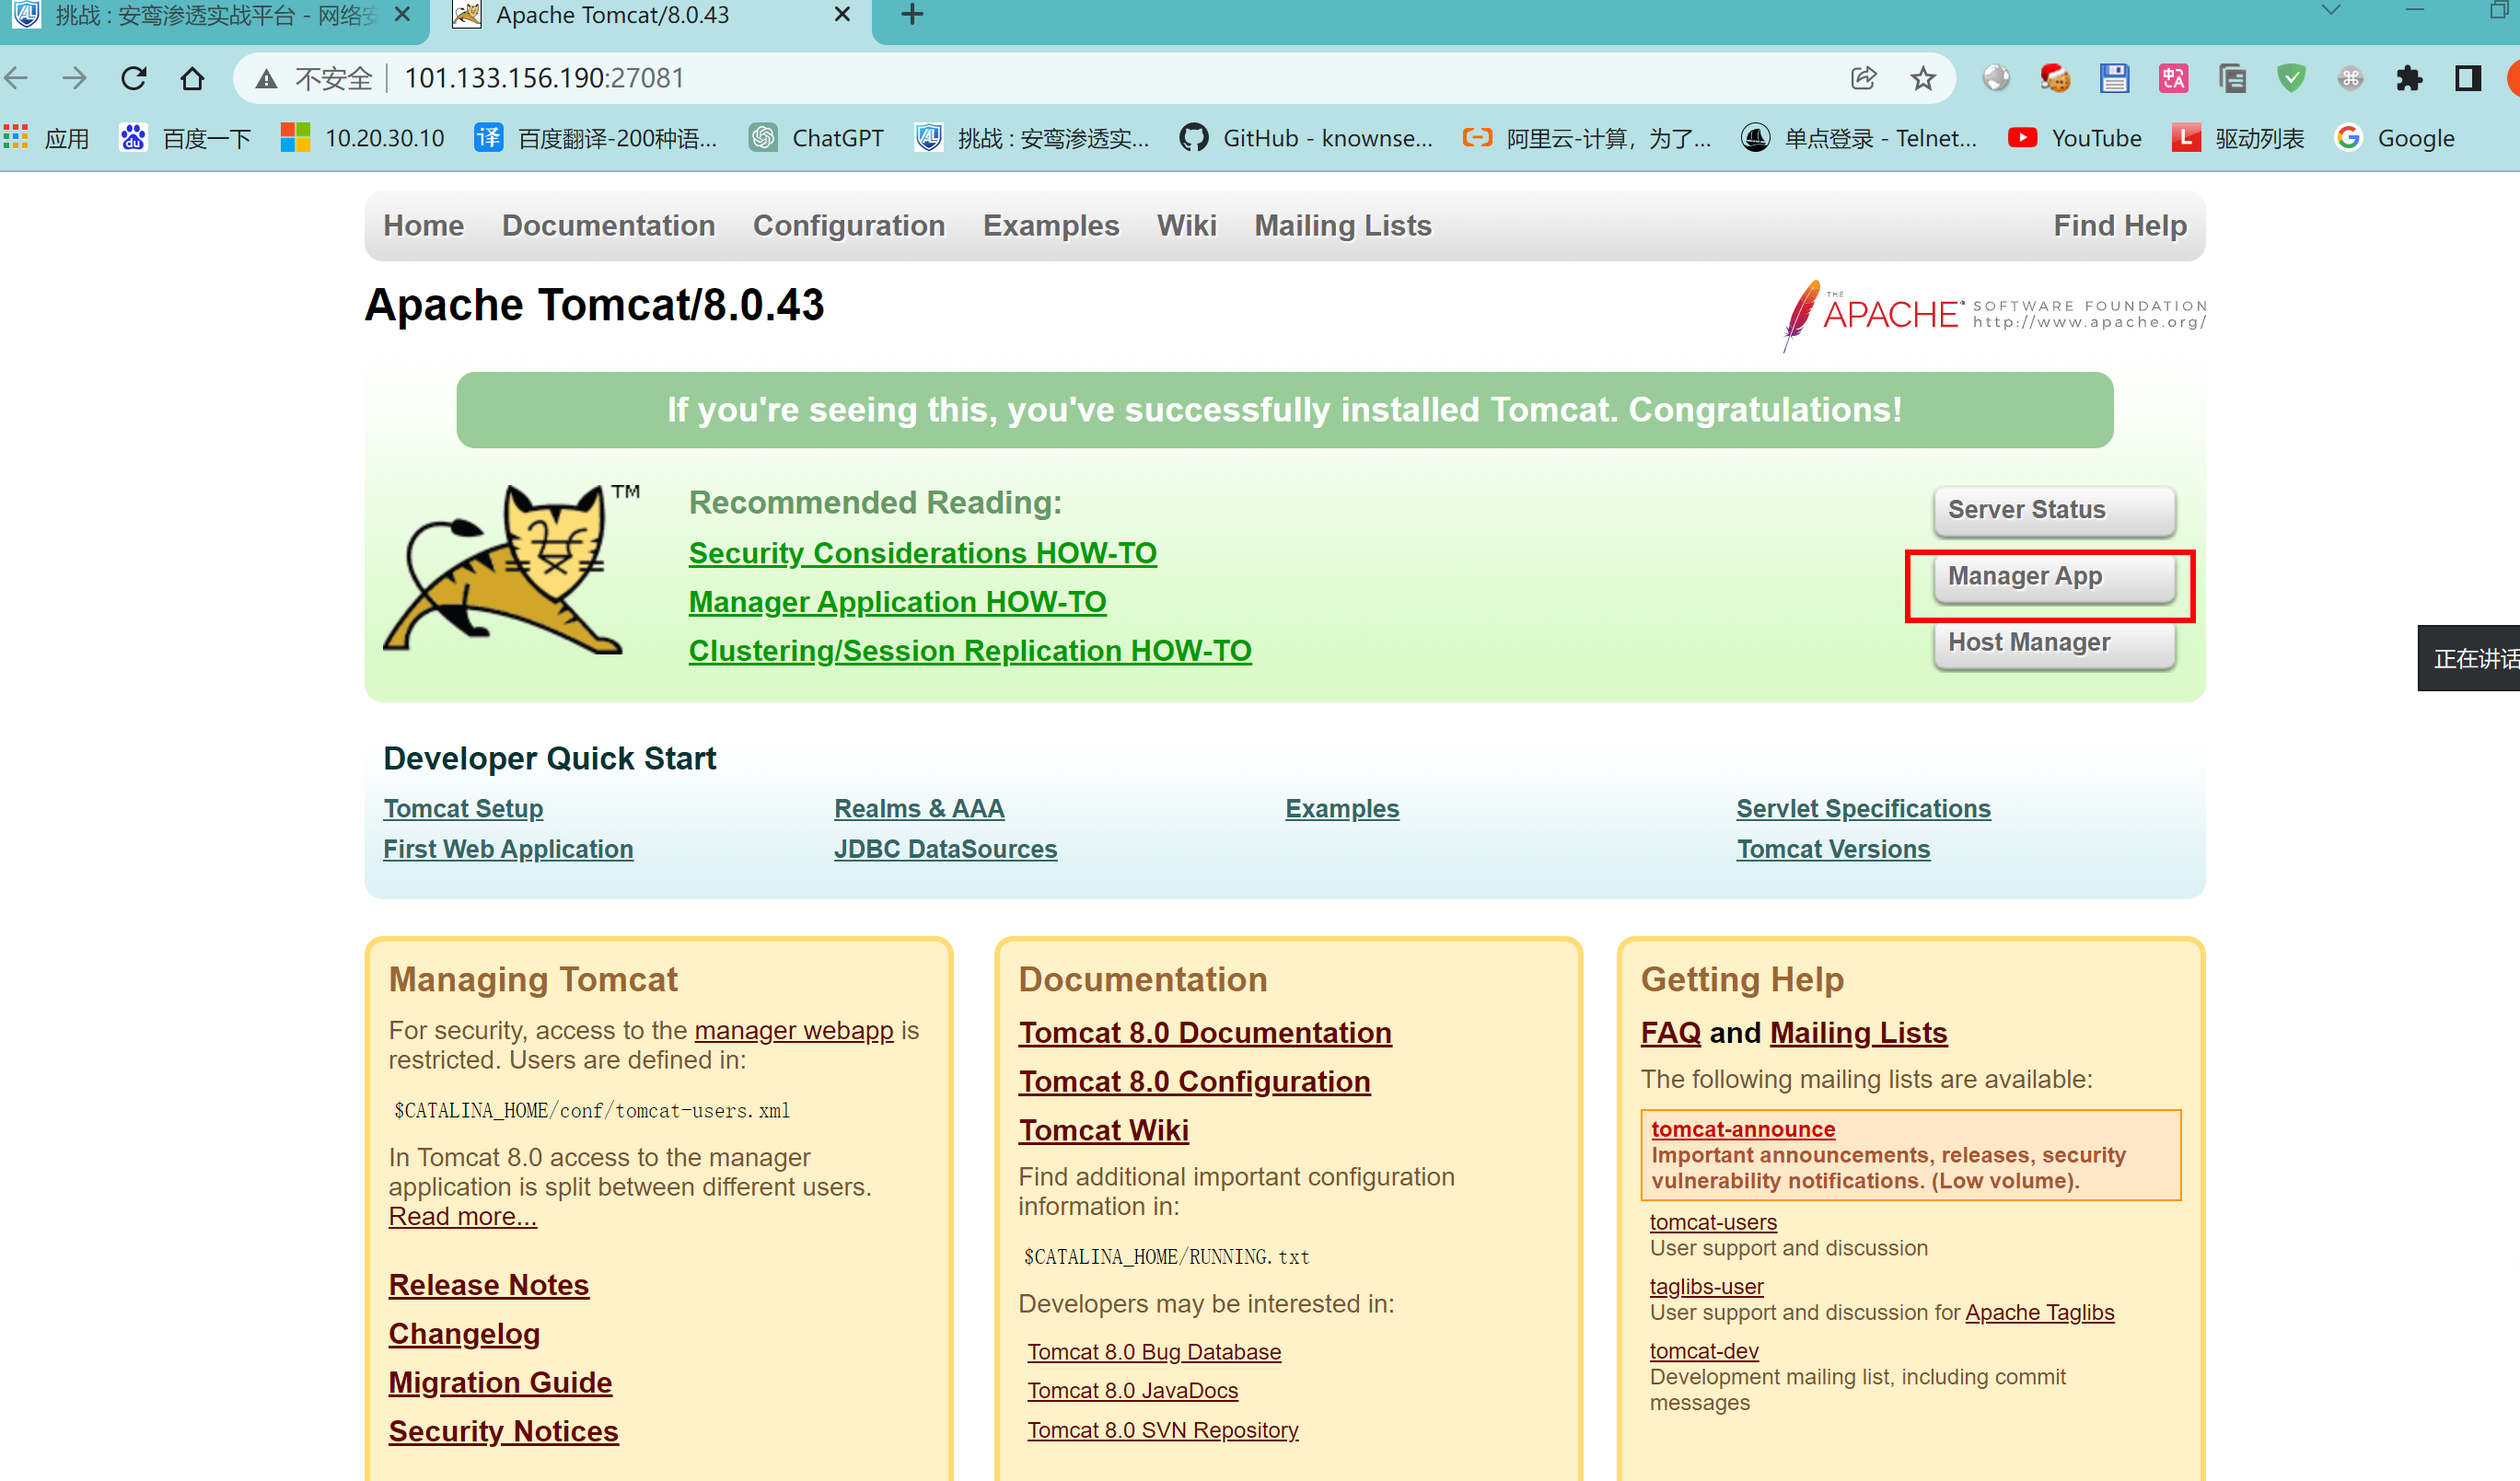 挑战 : 安鸾渗透实战平台 - 网络安
Apache Tomcat/8.0.43
不安全
101.133.156.190:27081
应用
百度一下
10.20.30.10
百度翻译-200种语...
ChatGPT
挑战 : 安鸾渗透实...
GitHub - knownse...
阿里云-计算，为了...
单点登录 - Telnet...
YouTube
驱动列表
Google
Home Documentation Configuration Examples Wiki Mailing Lists Find Help
Apache Tomcat/8.0.43
THE APACHE SOFTWARE FOUNDATION
http://www.apache.org/
If you're seeing this, you've successfully installed Tomcat. Congratulations!
TM
Recommended Reading:
Security Considerations HOW-TO
Manager Application HOW-TO
Clustering/Session Replication HOW-TO
Server Status
Manager App
Host Manager
正在讲话
Developer Quick Start
Tomcat Setup
First Web Application
Realms & AAA
JDBC DataSources
Examples
Servlet Specifications
Tomcat Versions
Managing Tomcat
For security, access to the manager webapp is
restricted. Users are defined in:
$CATALINA_HOME/conf/tomcat-users.xml
In Tomcat 8.0 access to the manager
application is split between different users.
Read more...
Release Notes
Changelog
Migration Guide
Security Notices
Documentation
Tomcat 8.0 Documentation
Tomcat 8.0 Configuration
Tomcat Wiki
Find additional important configuration
information in:
$CATALINA_HOME/RUNNING.txt
Developers may be interested in:
Tomcat 8.0 Bug Database
Tomcat 8.0 JavaDocs
Tomcat 8.0 SVN Repository
Getting Help
FAQ and Mailing Lists
The following mailing lists are available:
tomcat-announce
Important announcements, releases, security
vulnerability notifications. (Low volume).
tomcat-users
User support and discussion
taglibs-user
User support and discussion for Apache Taglibs
tomcat-dev
Development mailing list, including commit
messages